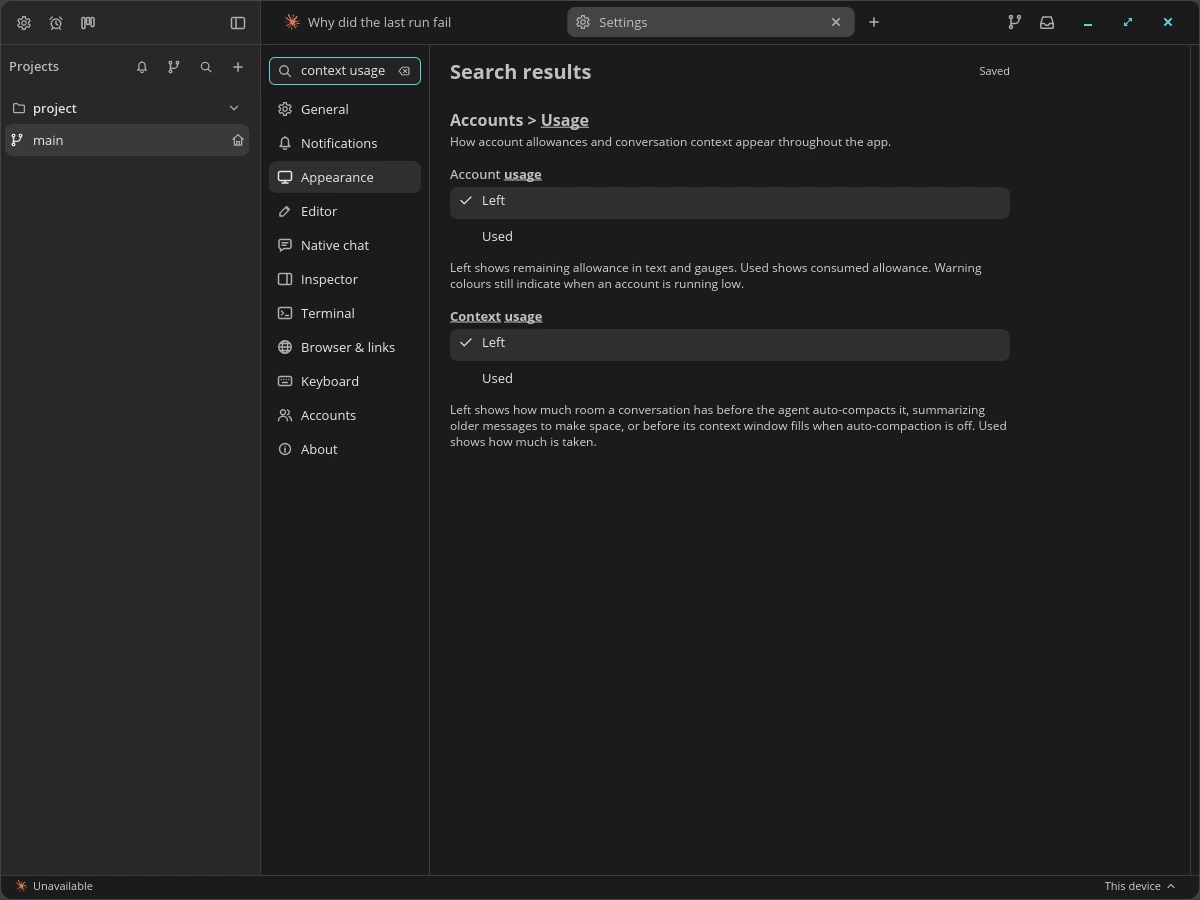 Why did the last run fail
Settings
Projects
project
main
context usage
General
Notifications
Appearance
Editor
Native chat
Inspector
Terminal
Browser & links
Keyboard
Accounts
About
Search results
Saved
Accounts > Usage
How account allowances and conversation context appear throughout the app.
Account usage
Left
Used
Left shows remaining allowance in text and gauges. Used shows consumed allowance. Warning
colours still indicate when an account is running low.
Context usage
Left
Used
Left shows how much room a conversation has before the agent auto-compacts it, summarizing
older messages to make space, or before its context window fills when auto-compaction is off. Used
shows how much is taken.
Unavailable
This device